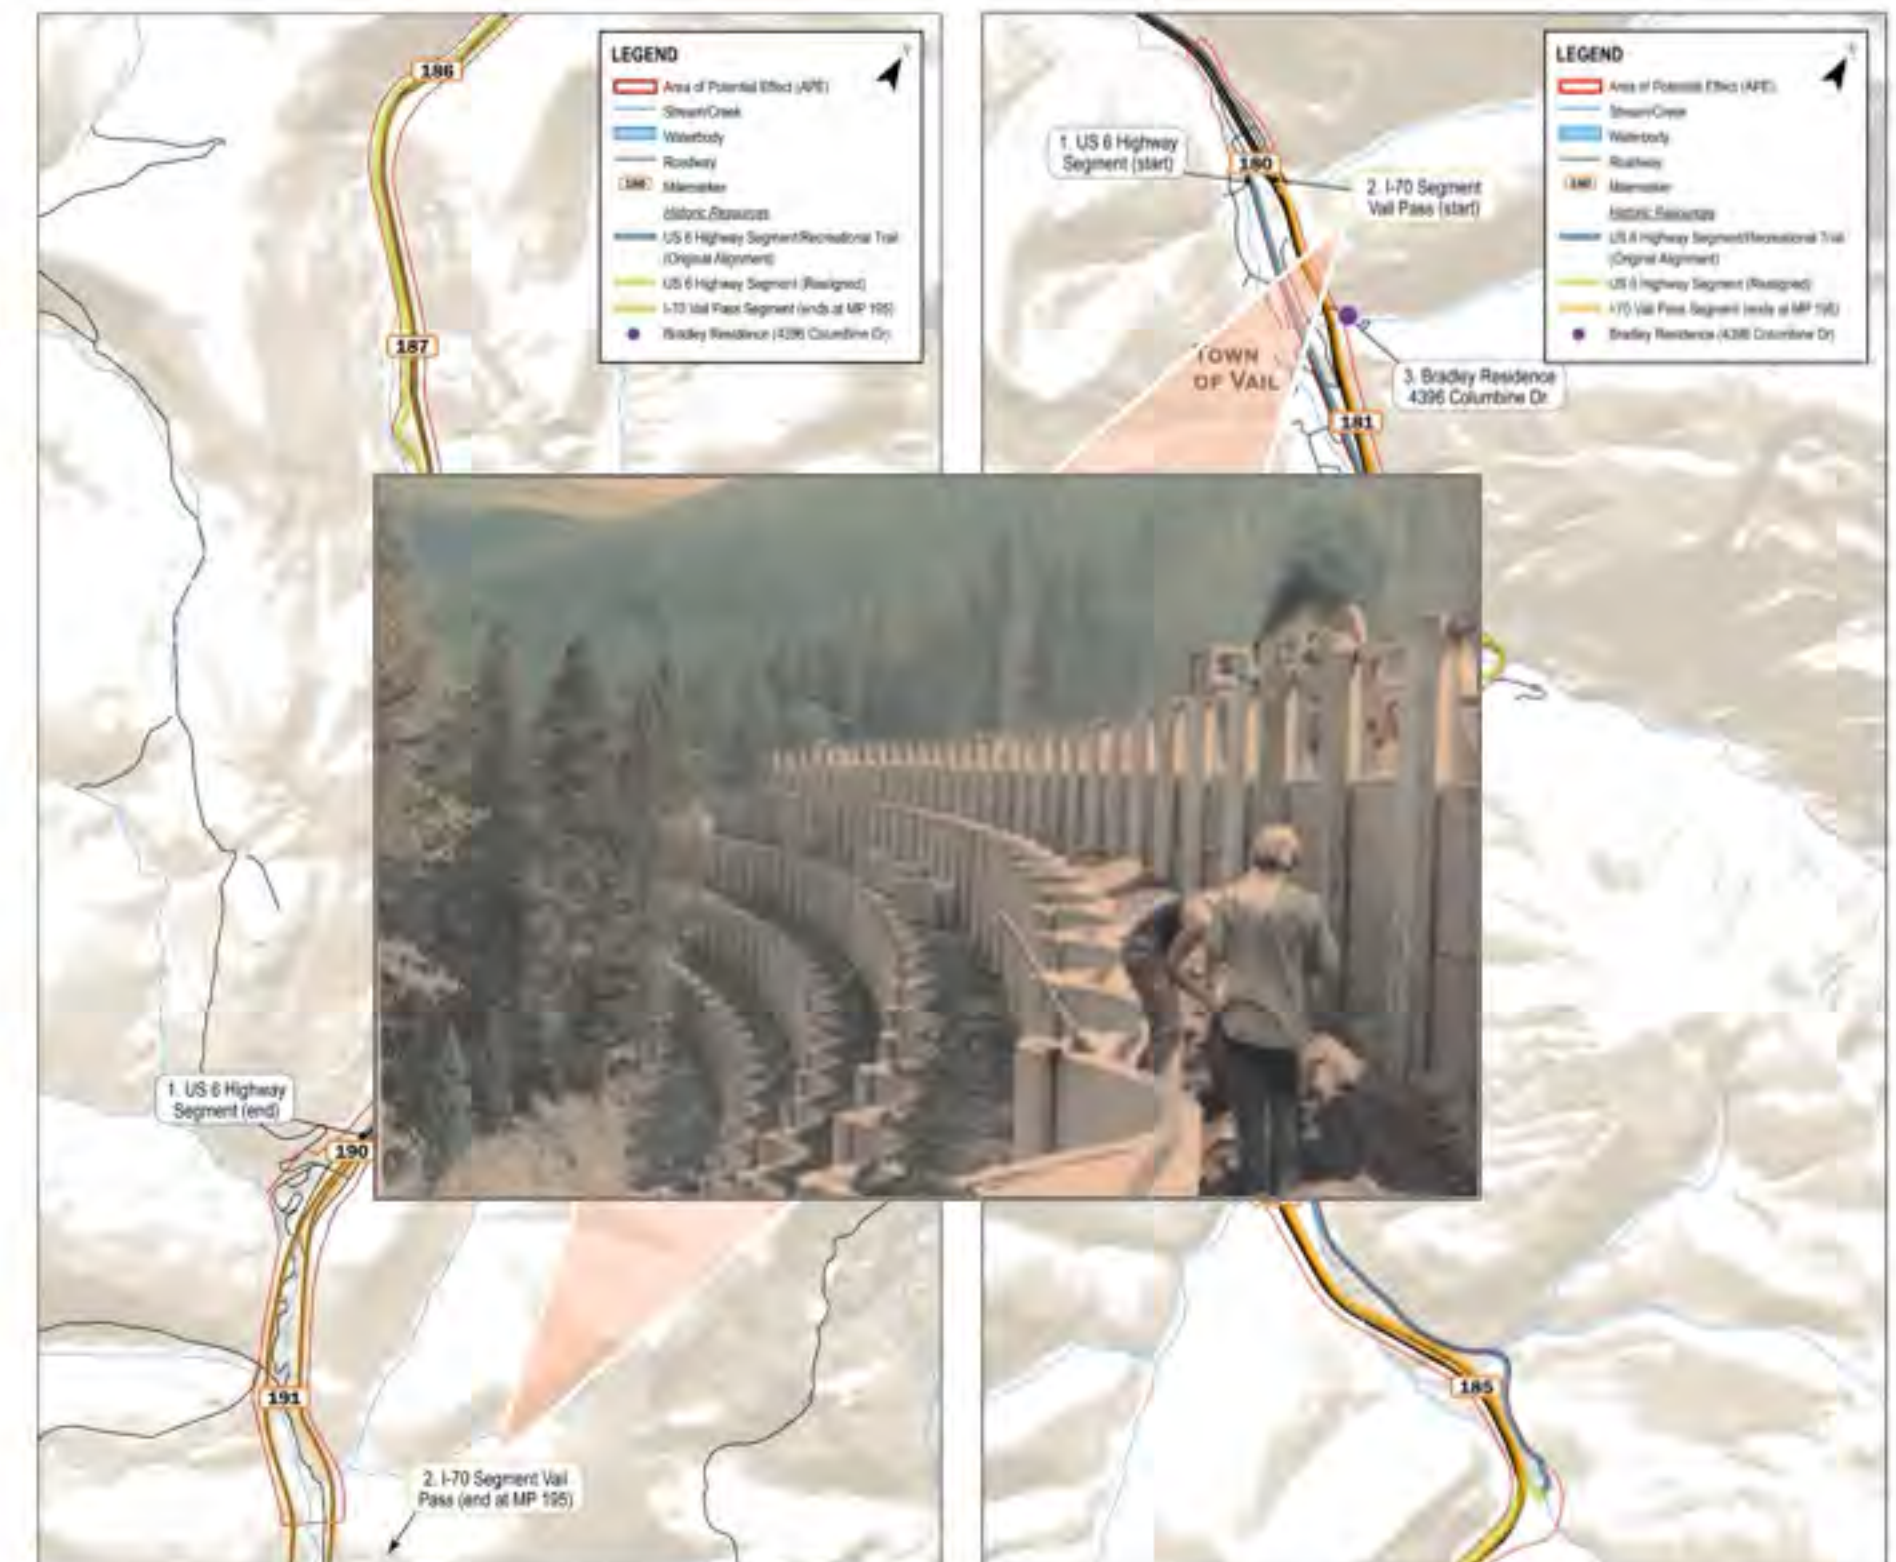 186
LEGEND
Area of Potential Effect (APE)
Stream/Creek
Waterbody
Roadway
Milemarker
Historic Resources
US 6 Highway Segment/Recreational Trail
(Original Alignment)
US 6 Highway Segment (Realigned)
I-70 Vail Pass Segment (ends at MP 195)
Bradley Residence (4396 Columbine Dr)
187
1. US 6 Highway
Segment (end)
190
191
2. I-70 Segment Vail
Pass (end at MP 195)
LEGEND
Area of Potential Effect (APE)
Stream/Creek
Waterbody
Roadway
180
Milemarker
Historic Resources
US 6 Highway Segment/Recreational Trail
(Original Alignment)
US 6 Highway Segment (Realigned)
I-70 Vail Pass Segment (ends at MP 195)
Bradley Residence (4396 Columbine Dr)
1. US 6 Highway
Segment (start)
180
2. I-70 Segment
Vail Pass (start)
TOWN
OF VAIL
3. Bradley Residence
4396 Columbine Dr
181
185